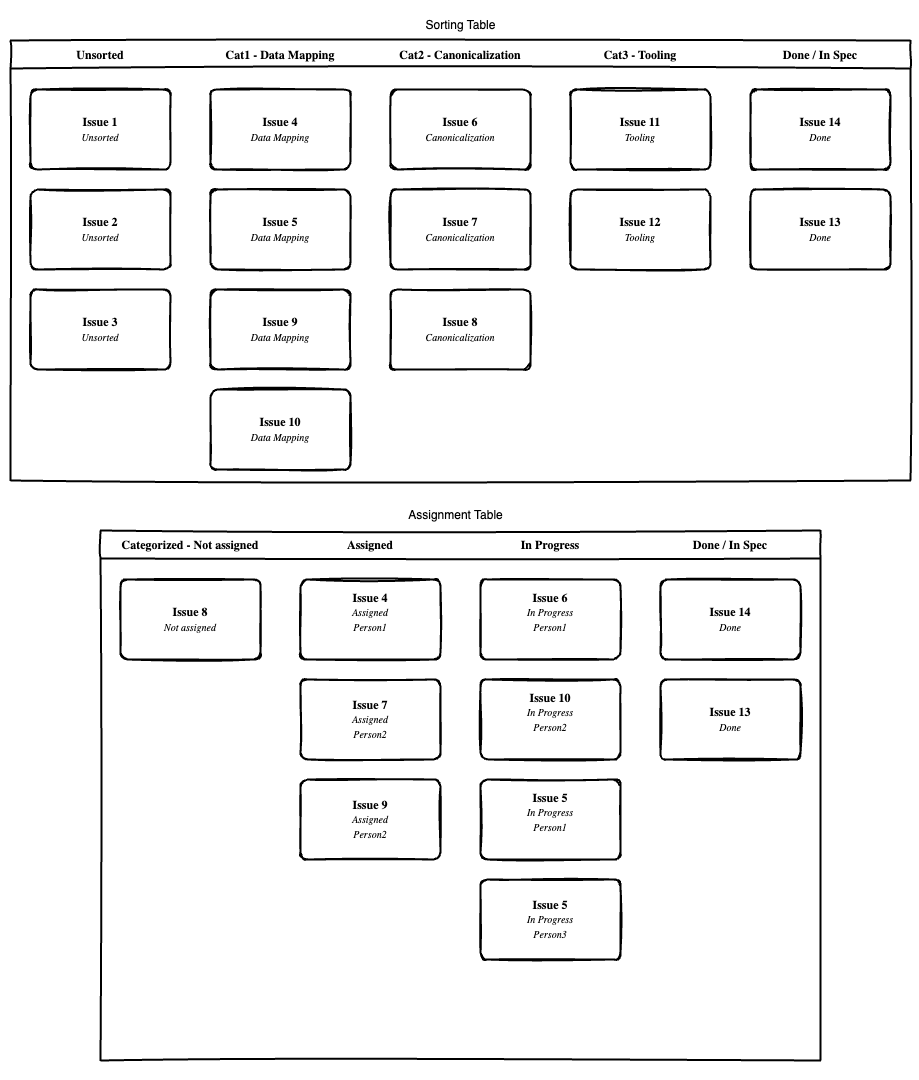 Sorting Table
Unsorted
Cat1 - Data Mapping
Cat2 - Canonicalization
Cat3 - Tooling
Done / In Spec
Issue 1
Unsorted
Issue 4
Data Mapping
Issue 6
Canonicalization
Issue 11
Tooling
Issue 14
Done
Issue 2
Unsorted
Issue 5
Data Mapping
Issue 7
Canonicalization
Issue 12
Tooling
Issue 13
Done
Issue 3
Unsorted
Issue 9
Data Mapping
Issue 8
Canonicalization
Issue 10
Data Mapping
Assignment Table
Categorized - Not assigned
Assigned
In Progress
Done / In Spec
Issue 8
Not assigned
Issue 4
Assigned
Person1
Issue 6
In Progress
Person1
Issue 14
Done
Issue 7
Assigned
Person2
Issue 10
In Progress
Person2
Issue 13
Done
Issue 9
Assigned
Person2
Issue 5
In Progress
Person1
Issue 5
In Progress
Person3